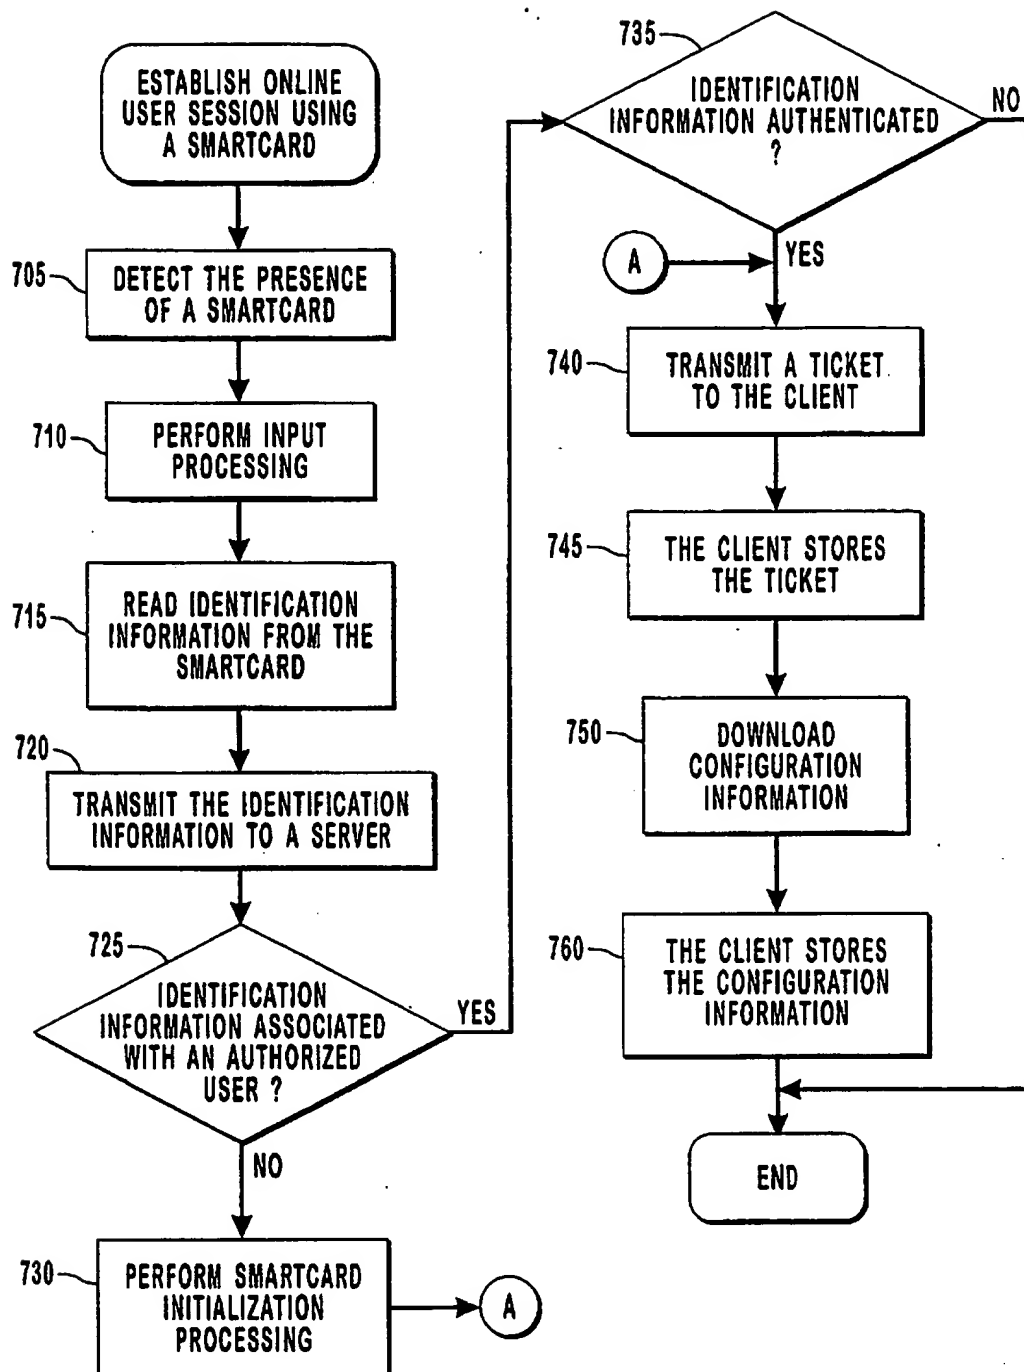 ESTABLISH ONLINE
USER SESSION USING
A SMARTCARD
705
DETECT THE PRESENCE
OF A SMARTCARD
710
PERFORM INPUT
PROCESSING
715
READ IDENTIFICATION
INFORMATION FROM THE
SMARTCARD
720
TRANSMIT THE IDENTIFICATION
INFORMATION TO A SERVER
725
IDENTIFICATION
INFORMATION ASSOCIATED
WITH AN AUTHORIZED
USER ?
YES
NO
730
PERFORM SMARTCARD
INITIALIZATION
PROCESSING
A
735
IDENTIFICATION
INFORMATION AUTHENTICATED
?
NO
A
YES
740
TRANSMIT A TICKET
TO THE CLIENT
745
THE CLIENT STORES
THE TICKET
750
DOWNLOAD
CONFIGURATION
INFORMATION
760
THE CLIENT STORES
THE CONFIGURATION
INFORMATION
END